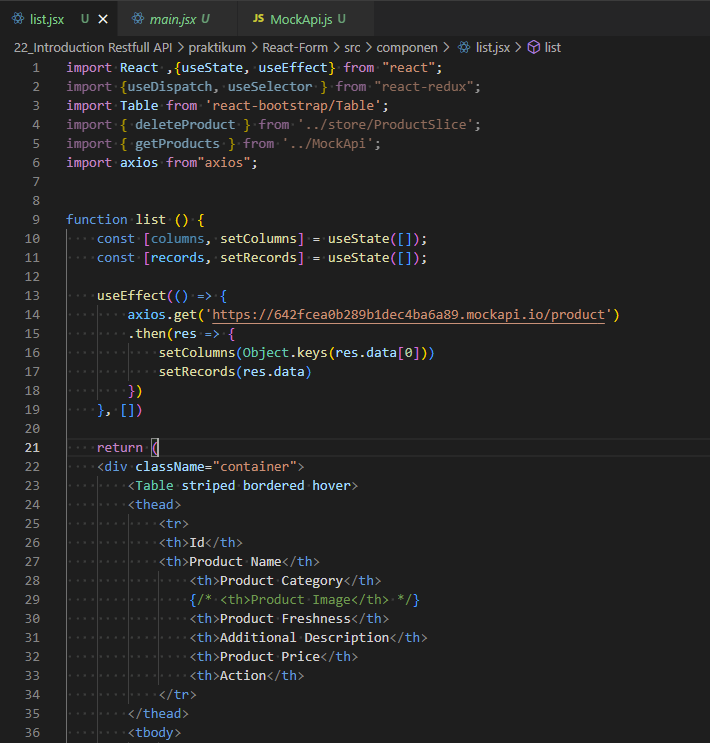 list.jsx U × main.jsx U JS MockApi.js U
22_Introduction Restfull API > praktikum > React-Form > src > componen > list.jsx > list
1 import React ,{useState, useEffect} from "react";
2 import {useDispatch, useSelector } from "react-redux";
3 import Table from 'react-bootstrap/Table';
4 import { deleteProduct } from '../store/ProductSlice';
5 import { getProducts } from '../MockApi';
6 import axios from"axios";
7
8
9 function list () {
10     const [columns, setColumns] = useState([]);
11     const [records, setRecords] = useState([]);
12
13     useEffect(() => {
14         axios.get('https://642fcea0b289b1dec4ba6a89.mockapi.io/product')
15         .then(res => {
16             setColumns(Object.keys(res.data[0]))
17             setRecords(res.data)
18         })
19     }, [])
20
21     return (
22     <div className="container">
23         <Table striped bordered hover>
24         <thead>
25             <tr>
26             <th>Id</th>
27             <th>Product Name</th>
28                 <th>Product Category</th>
29                 {/* <th>Product Image</th> */}
30                 <th>Product Freshness</th>
31                 <th>Additional Description</th>
32                 <th>Product Price</th>
33                 <th>Action</th>
34             </tr>
35         </thead>
36         <tbody>